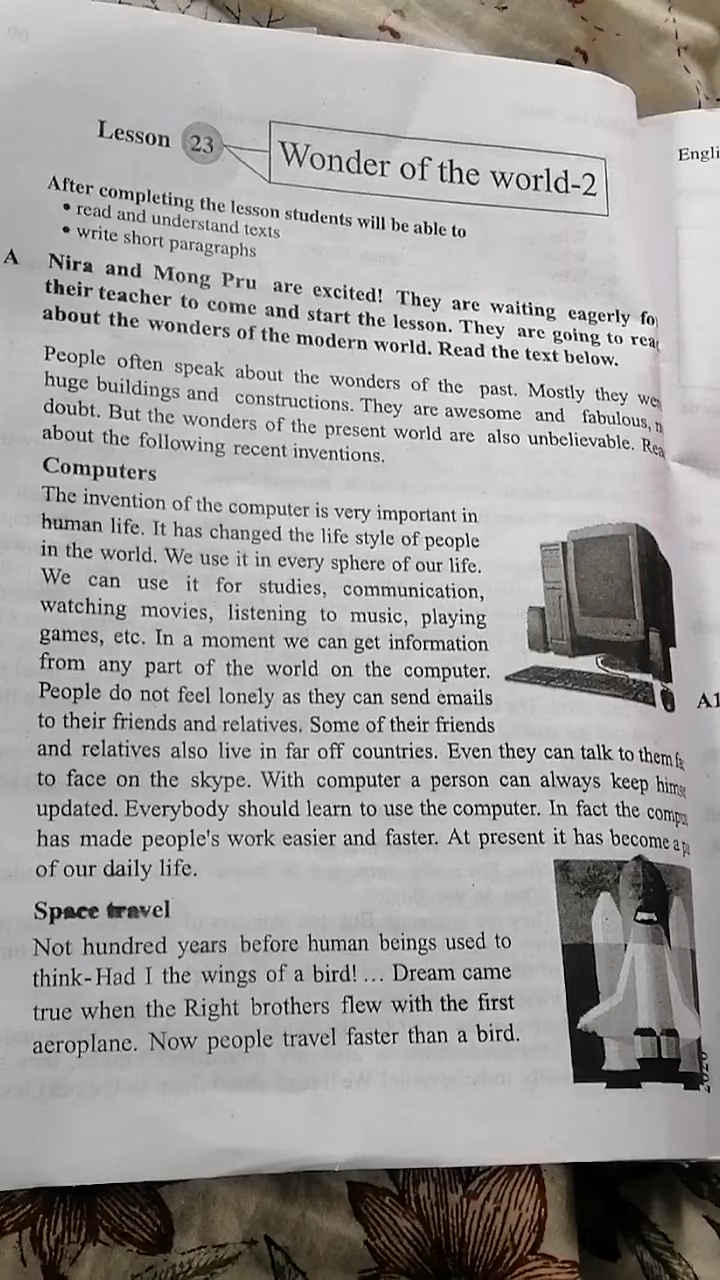 Lesson 23 Wonder of the world-2
After completing the lesson students will be able to
• read and understand texts
• write short paragraphs
A Nira and Mong Pru are excited! They are waiting eagerly fo
their teacher to come and start the lesson. They are going to rea
about the wonders of the modern world. Read the text below.
People often speak about the wonders of the past. Mostly they we
huge buildings and constructions. They are awesome and fabulous, n
doubt. But the wonders of the present world are also unbelievable. Rea
about the following recent inventions.
Computers
The invention of the computer is very important in
human life. It has changed the life style of people
in the world. We use it in every sphere of our life.
We can use it for studies, communication,
watching movies, listening to music, playing
games, etc. In a moment we can get information
from any part of the world on the computer.
People do not feel lonely as they can send emails
to their friends and relatives. Some of their friends
and relatives also live in far off countries. Even they can talk to them fa
to face on the skype. With computer a person can always keep himse
updated. Everybody should learn to use the computer. In fact the compu
has made people's work easier and faster. At present it has become a pa
of our daily life.
Space travel
Not hundred years before human beings used to
think-Had I the wings of a bird!... Dream came
true when the Right brothers flew with the first
aeroplane. Now people travel faster than a bird.
Engli
A1